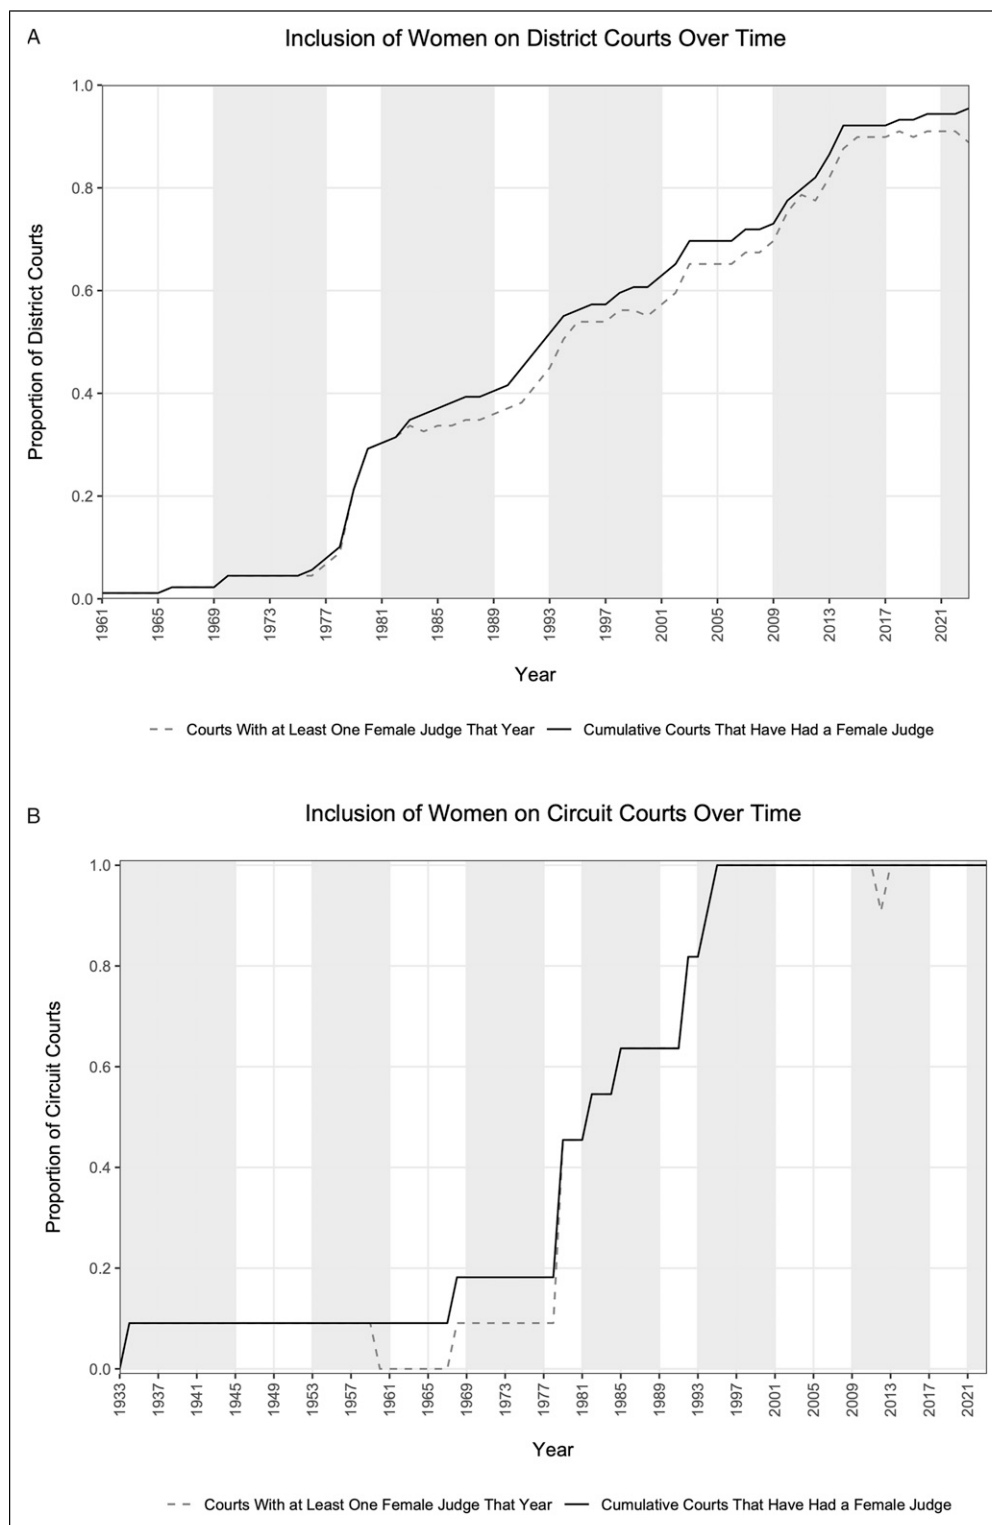 A
Inclusion of Women on District Courts Over Time
1.0
0.8
0.6
0.4
0.2
0.0
Proportion of District Courts
1961 1965 1969 1973 1977 1981 1985 1989 1993 1997 2001 2005 2009 2013 2017 2021
Year
Courts With at Least One Female Judge That Year Cumulative Courts That Have Had a Female Judge
B
Inclusion of Women on Circuit Courts Over Time
1.0
0.8
0.6
0.4
0.2
0.0
Proportion of Circuit Courts
1933 1937 1941 1945 1949 1953 1957 1961 1965 1969 1973 1977 1981 1985 1989 1993 1997 2001 2005 2009 2013 2017 2021
Year
Courts With at Least One Female Judge That Year Cumulative Courts That Have Had a Female Judge